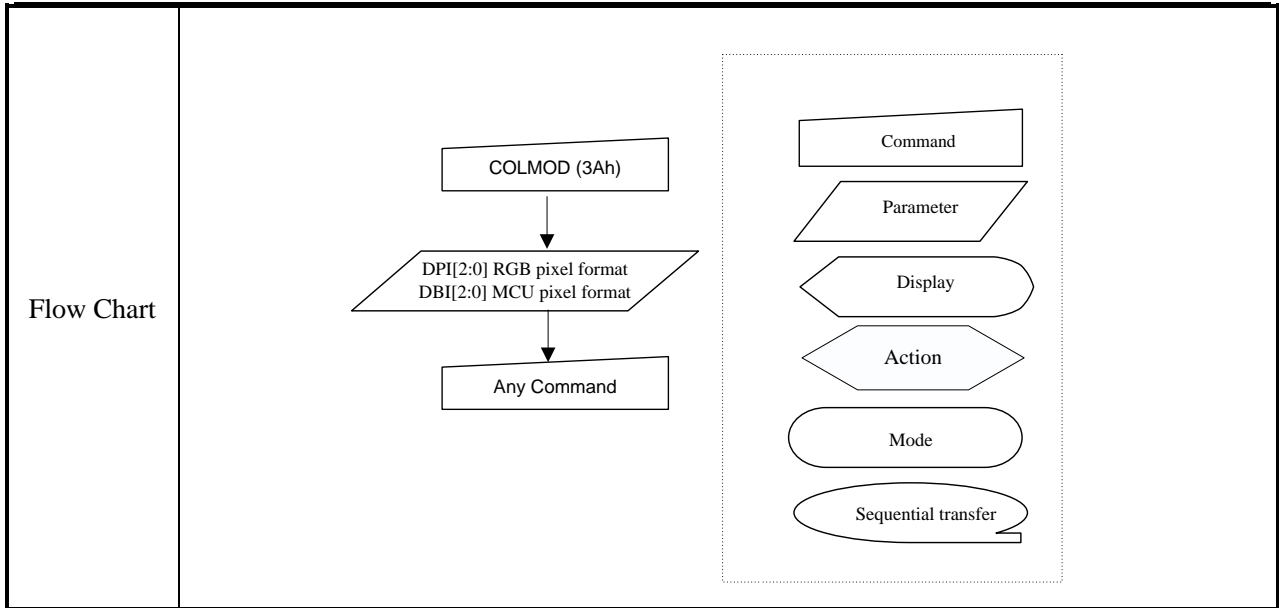 Flow Chart
COLMOD (3Ah)
DPI[2:0] RGB pixel format
DBI[2:0] MCU pixel format
Any Command
Command
Parameter
Display
Action
Mode
Sequential transfer